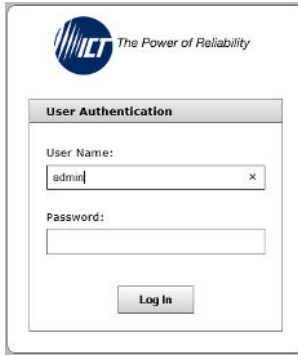 ICT The Power of Reliability
User Authentication
User Name:
admin ×
Password:
Log In